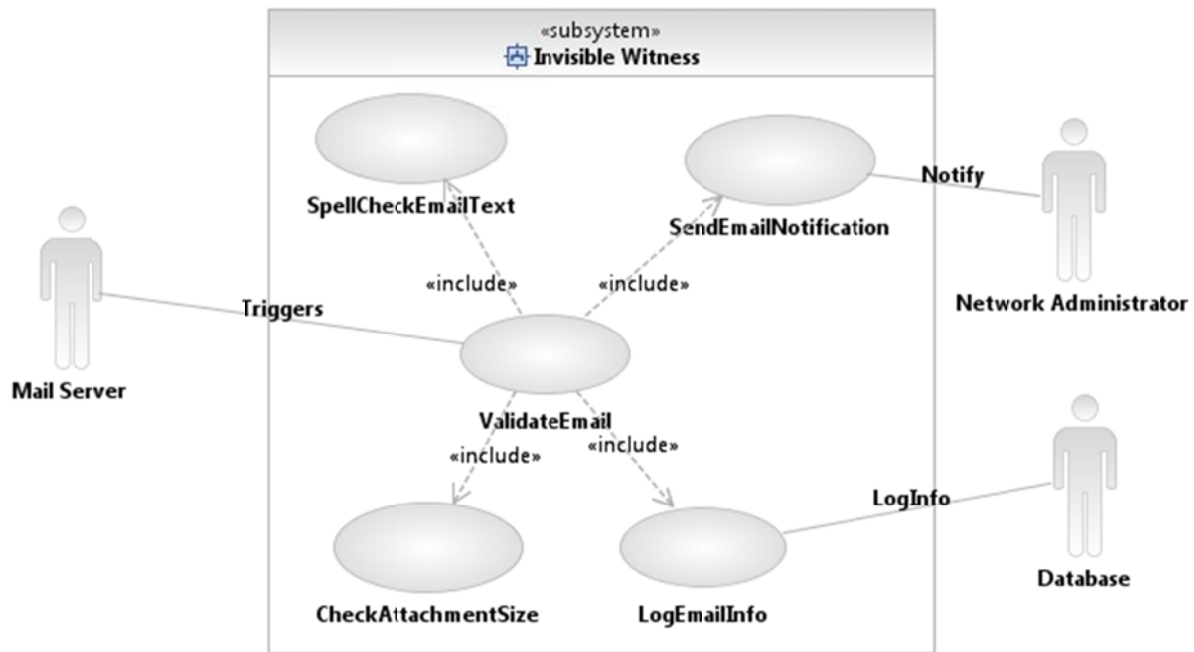 «subsystem»
Invisible Witness
SpellCheckEmailText
SendEmailNotification
Notify
Network Administrator
«include»
«include»
Triggers
Mail Server
ValidateEmail
«include»
«include»
LogInfo
Database
CheckAttachmentSize
LogEmailInfo